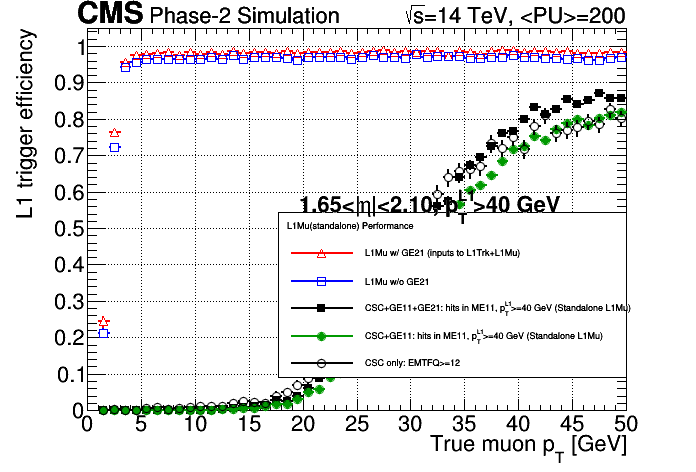 CMS Phase-2 Simulation √s=14 TeV, <PU>=200
L1 trigger efficiency
1
0.9
0.8
0.7
0.6
0.5
0.4
0.3
0.2
0.1
0
1.65<|η|<2.10, p_T^L1>40 GeV
L1Mu(standalone) Performance
L1Mu w/ GE21 (inputs to L1Trk+L1Mu)
L1Mu w/o GE21
CSC+GE11+GE21: hits in ME11, p_T^L1>=40 GeV (Standalone L1Mu)
CSC+GE11: hits in ME11, p_T^L1>=40 GeV (Standalone L1Mu)
CSC only: EMTFQ>=12
0 5 10 15 20 25 30 35 40 45 50
True muon p_T [GeV]